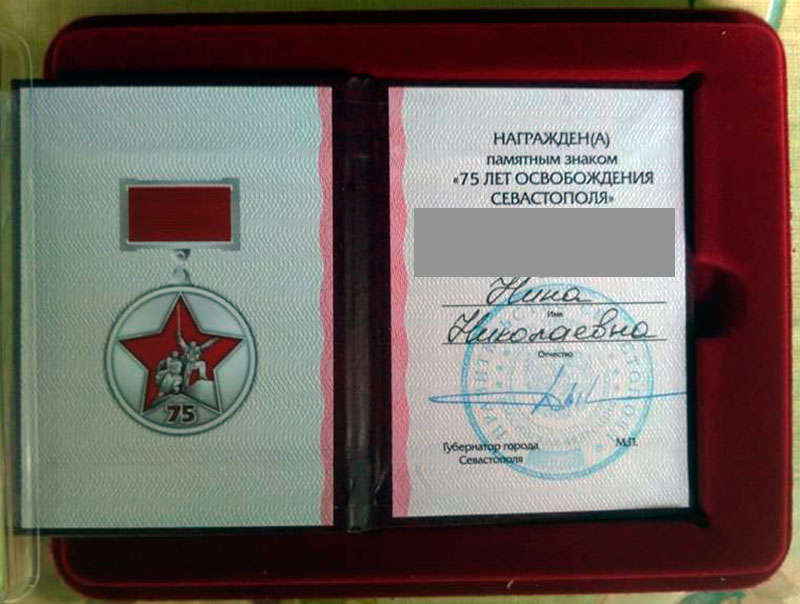 75
НАГРАЖДЕН(А)
памятным знаком
«75 ЛЕТ ОСВОБОЖДЕНИЯ
СЕВАСТОПОЛЯ»
Нина
Имя
Николаевна
Отчество
Губернатор города
Севастополя
М.П.